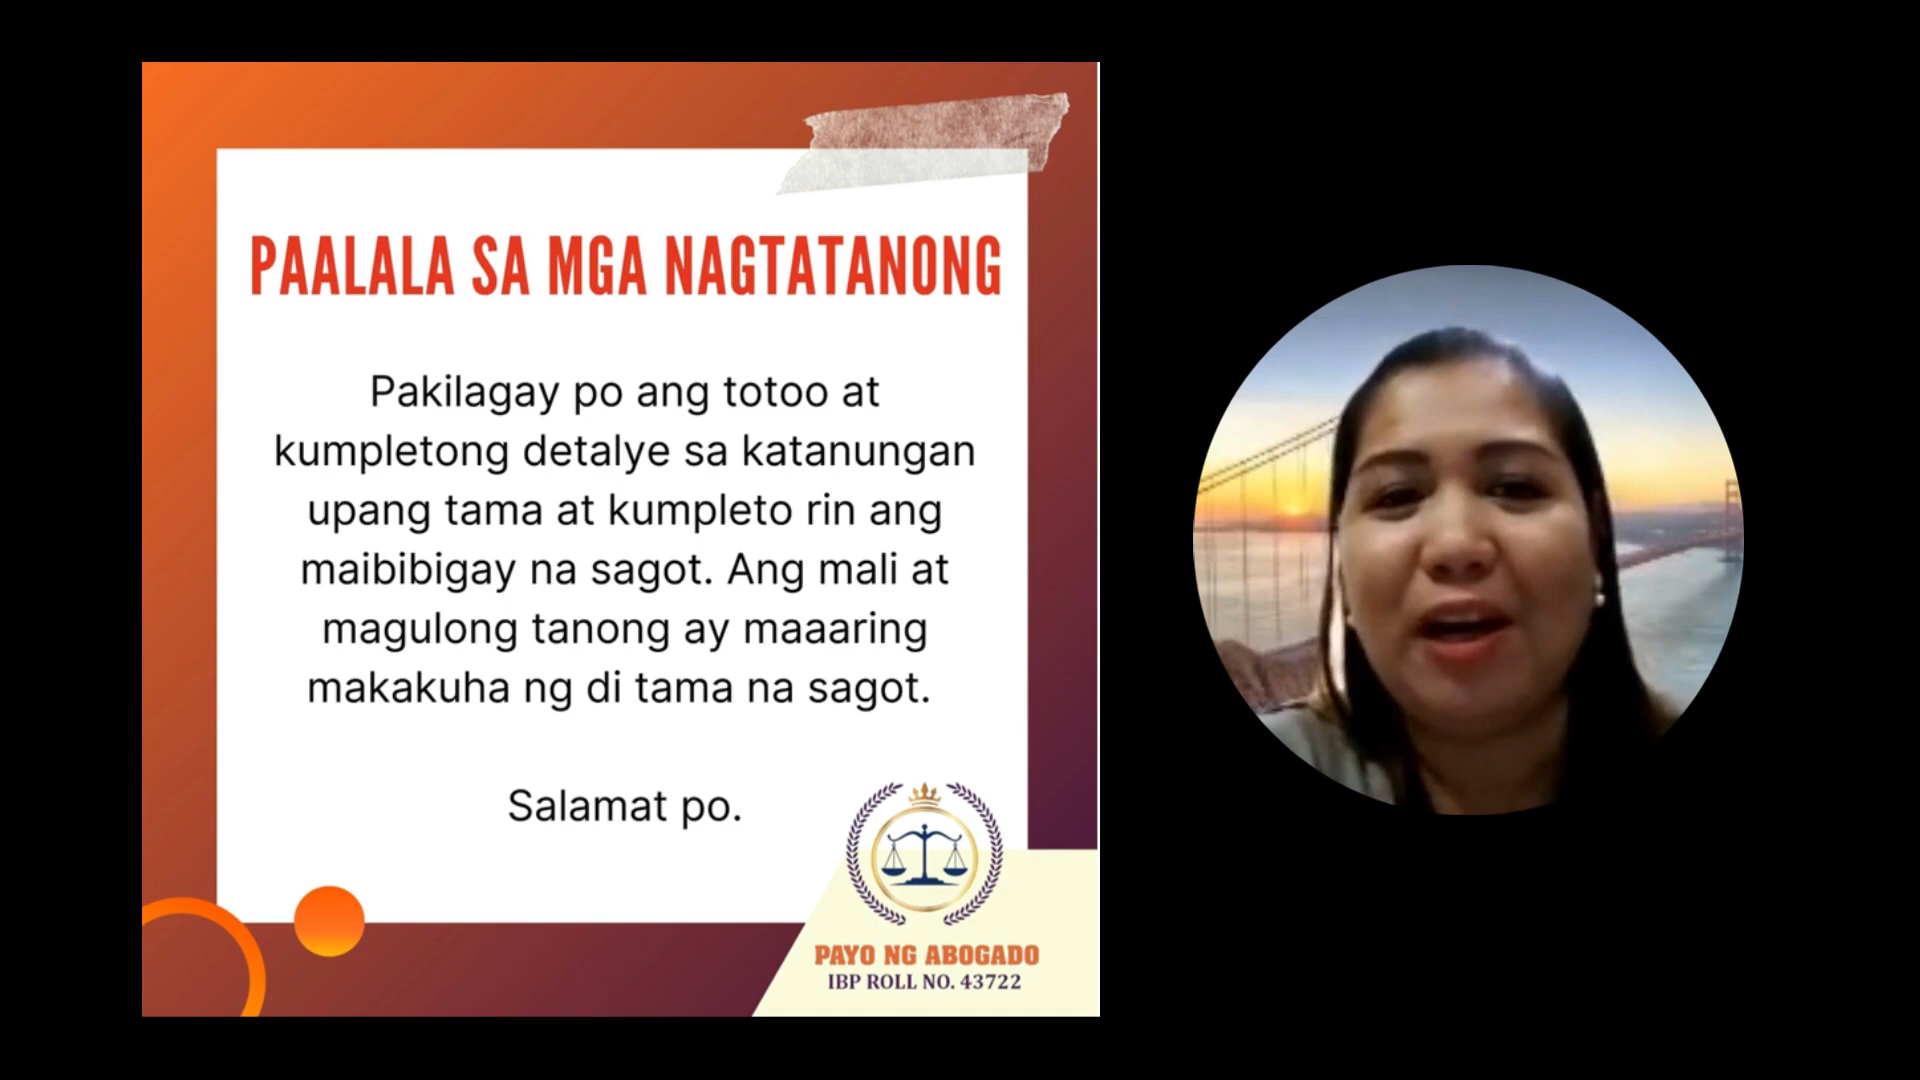 PAALALA SA MGA NAGTATANONG
Pakilagay po ang totoo at
kumpletong detalye sa katanungan
upang tama at kumpleto rin ang
maibibigay na sagot. Ang mali at
magulong tanong ay maaaring
makakuha ng di tama na sagot.
Salamat po.
PAYO NG ABOGADO
IBP ROLL NO. 43722